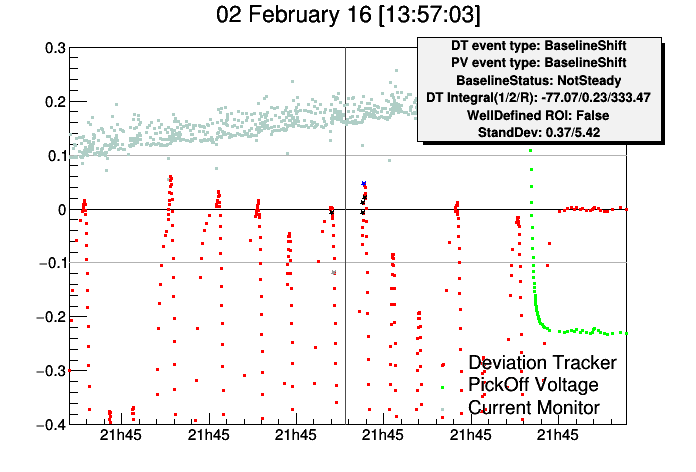 02 February 16 [13:57:03]
DT event type: BaselineShift
PV event type: BaselineShift
BaselineStatus: NotSteady
DT Integral(1/2/R): -77.07/0.23/333.47
WellDefined ROI: False
StandDev: 0.37/5.42
0.3
0.2
0.1
0
−0.1
−0.2
−0.3
−0.4
Deviation Tracker
PickOff Voltage
Current Monitor
21h45 21h45 21h45 21h45 21h45 21h45